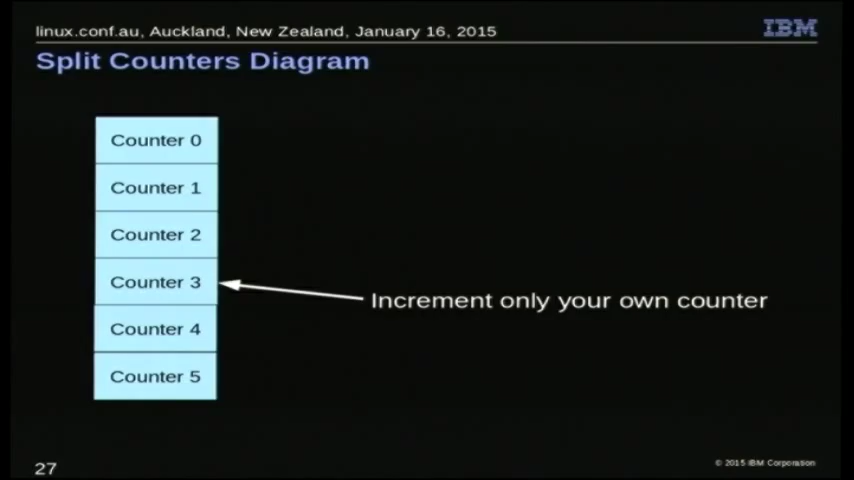 linux.conf.au, Auckland, New Zealand, January 16, 2015
IBM
Split Counters Diagram
Counter 0
Counter 1
Counter 2
Counter 3
Increment only your own counter
Counter 4
Counter 5
27
© 2015 IBM Corporation